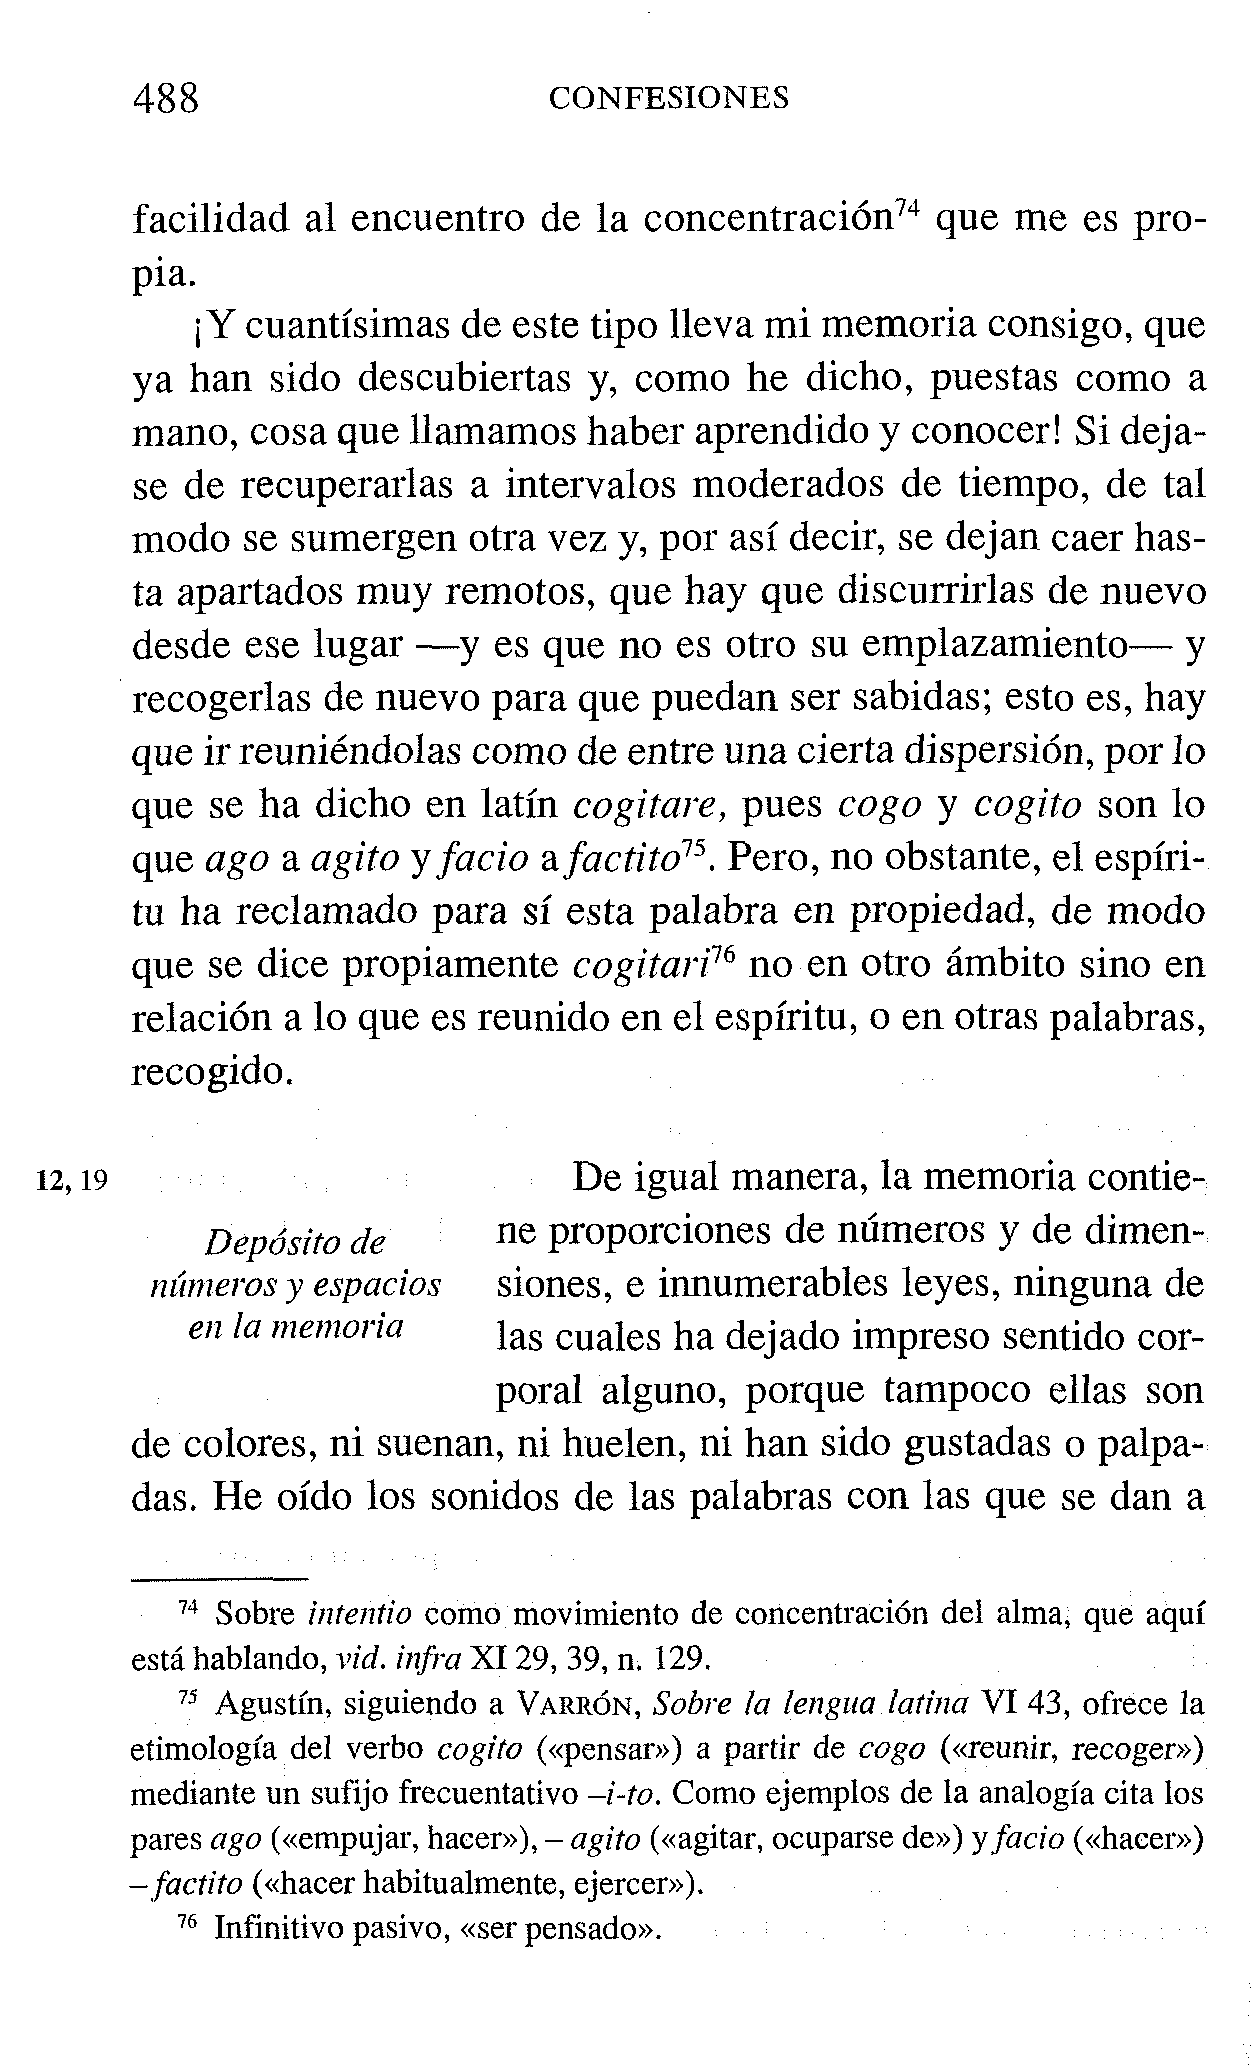 488
CONFESIONES
facilidad al encuentro de la concentración⁷⁴ que me es pro-
pia.
¡Y cuantísimas de este tipo lleva mi memoria consigo, que
ya han sido descubiertas y, como he dicho, puestas como a
mano, cosa que llamamos haber aprendido y conocer! Si deja-
se de recuperarlas a intervalos moderados de tiempo, de tal
modo se sumergen otra vez y, por así decir, se dejan caer has-
ta apartados muy remotos, que hay que discurrirlas de nuevo
desde ese lugar —y es que no es otro su emplazamiento— y
recogerlas de nuevo para que puedan ser sabidas; esto es, hay
que ir reuniéndolas como de entre una cierta dispersión, por lo
que se ha dicho en latín cogitare, pues cogo y cogito son lo
que ago a agito y facio a factito⁷⁵. Pero, no obstante, el espíri-
tu ha reclamado para sí esta palabra en propiedad, de modo
que se dice propiamente cogitari⁷⁶ no en otro ámbito sino en
relación a lo que es reunido en el espíritu, o en otras palabras,
recogido.
12, 19
Depósito de
números y espacios
en la memoria
De igual manera, la memoria contie-
ne proporciones de números y de dimen-
siones, e innumerables leyes, ninguna de
las cuales ha dejado impreso sentido cor-
poral alguno, porque tampoco ellas son
de colores, ni suenan, ni huelen, ni han sido gustadas o palpa-
das. He oído los sonidos de las palabras con las que se dan a
⁷⁴ Sobre intentio como movimiento de concentración del alma, que aquí
está hablando, vid. infra XI 29, 39, n. 129.
⁷⁵ Agustín, siguiendo a VARRÓN, Sobre la lengua latina VI 43, ofrece la
etimología del verbo cogito («pensar») a partir de cogo («reunir, recoger»)
mediante un sufijo frecuentativo –i-to. Como ejemplos de la analogía cita los
pares ago («empujar, hacer»), – agito («agitar, ocuparse de») y facio («hacer»)
– factito («hacer habitualmente, ejercer»).
⁷⁶ Infinitivo pasivo, «ser pensado».